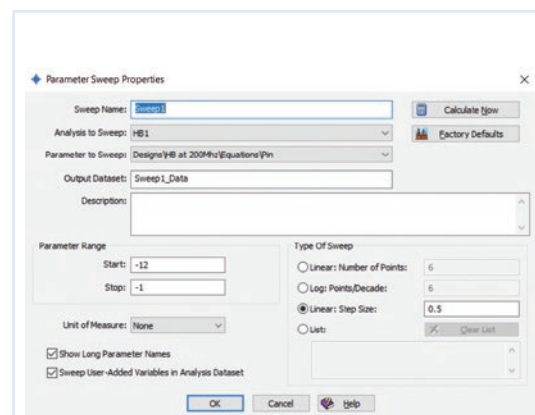 Parameter Sweep Properties
Sweep Name: Sweep1
Calculate Now
Analysis to Sweep: HB1
Factory Defaults
Parameter to Sweep: Designs\HB at 200Mhz\Equations\Pin
Output Dataset: Sweep1_Data
Description:
Parameter Range
Start: -12
Stop: -1
Unit of Measure: None
Show Long Parameter Names
Sweep User-Added Variables in Analysis Dataset
Type Of Sweep
Linear: Number of Points: 6
Log: Points/Decade: 6
Linear: Step Size: 0.5
List: Clear List
OK Cancel Help